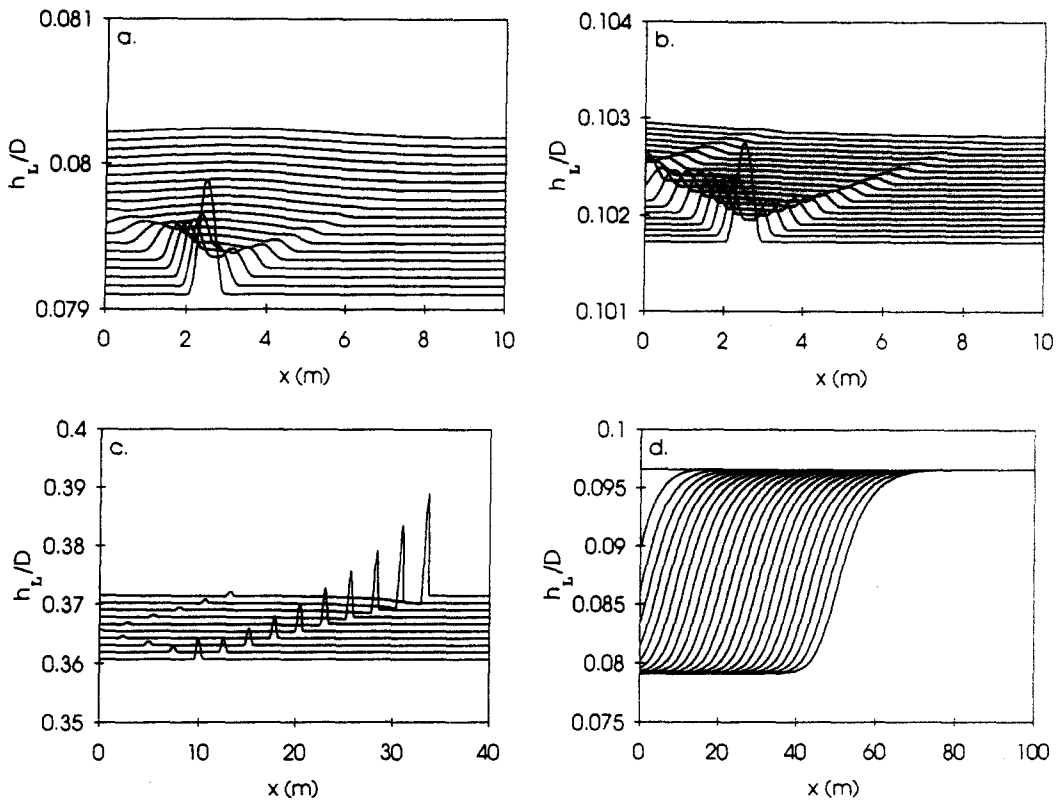 a.
h_L/D
0.081
0.08
0.079
0 2 4 6 8 10
x (m)
b.
h_L/D
0.104
0.103
0.102
0.101
0 2 4 6 8 10
x (m)
c.
h_L/D
0.4
0.39
0.38
0.37
0.36
0.35
0 10 20 30 40
x (m)
d.
h_L/D
0.1
0.095
0.09
0.085
0.08
0.075
0 20 40 60 80 100
x (m)